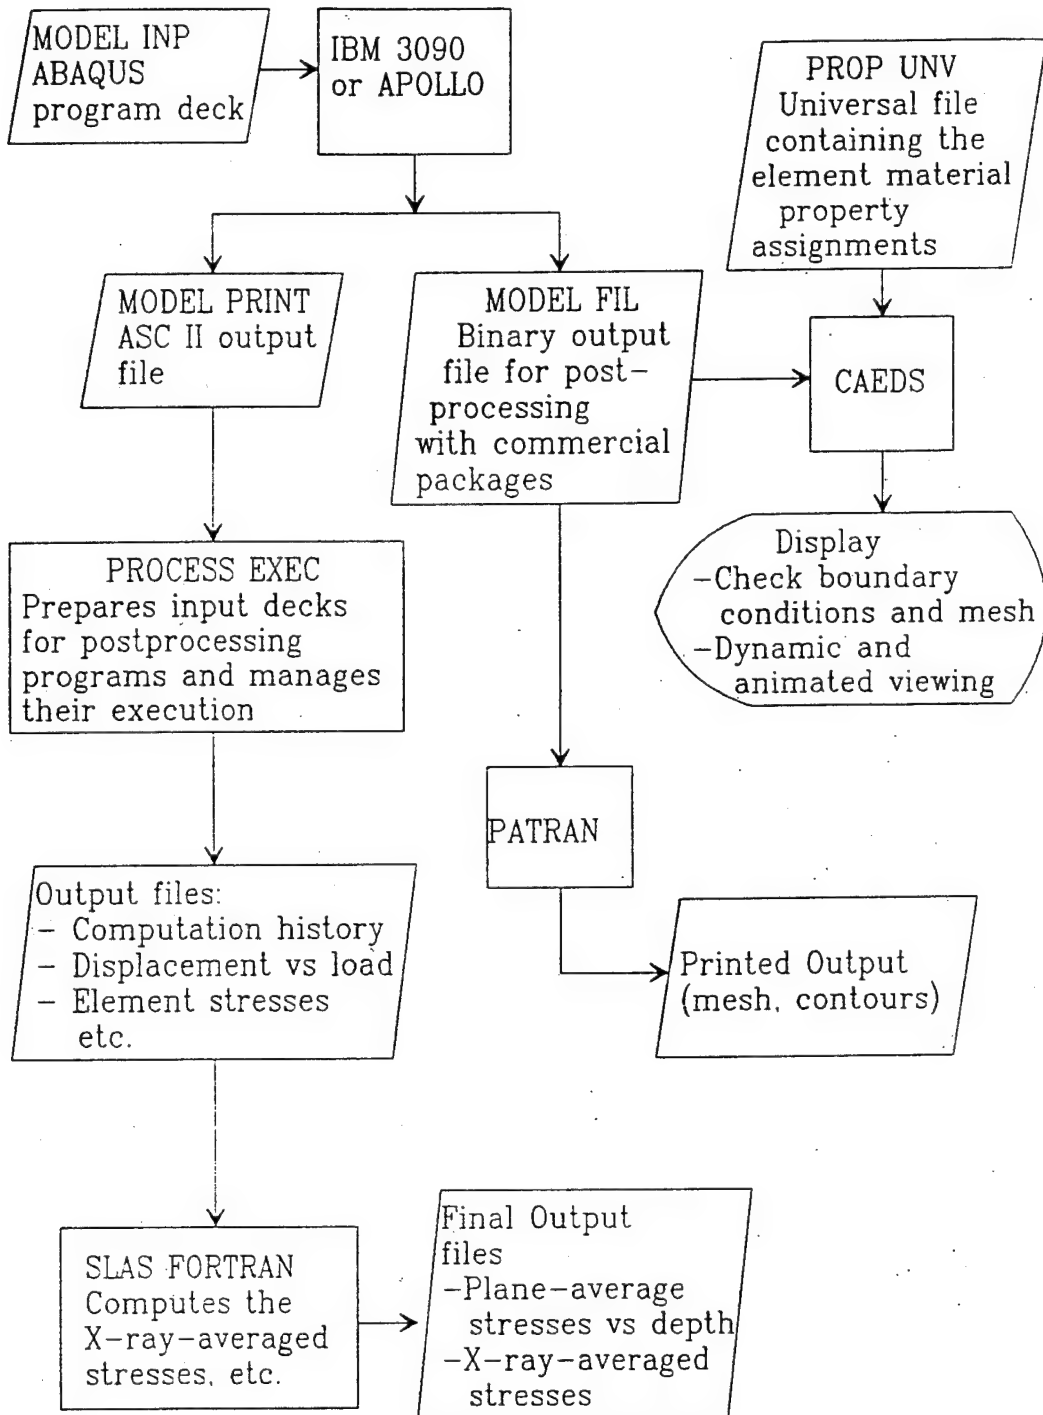 MODEL INP
ABAQUS
program deck
IBM 3090
or APOLLO
PROP UNV
Universal file
containing the
element material
property
assignments
MODEL PRINT
ASC II output
file
MODEL FIL
Binary output
file for post-
processing
with commercial
packages
CAEDS
PROCESS EXEC
Prepares input decks
for postprocessing
programs and manages
their execution
Display
-Check boundary
conditions and mesh
-Dynamic and
animated viewing
PATRAN
Output files:
- Computation history
- Displacement vs load
- Element stresses
etc.
Printed Output
(mesh, contours)
SLAS FORTRAN
Computes the
X-ray-averaged
stresses, etc.
Final Output
files
-Plane-average
stresses vs depth
-X-ray-averaged
stresses